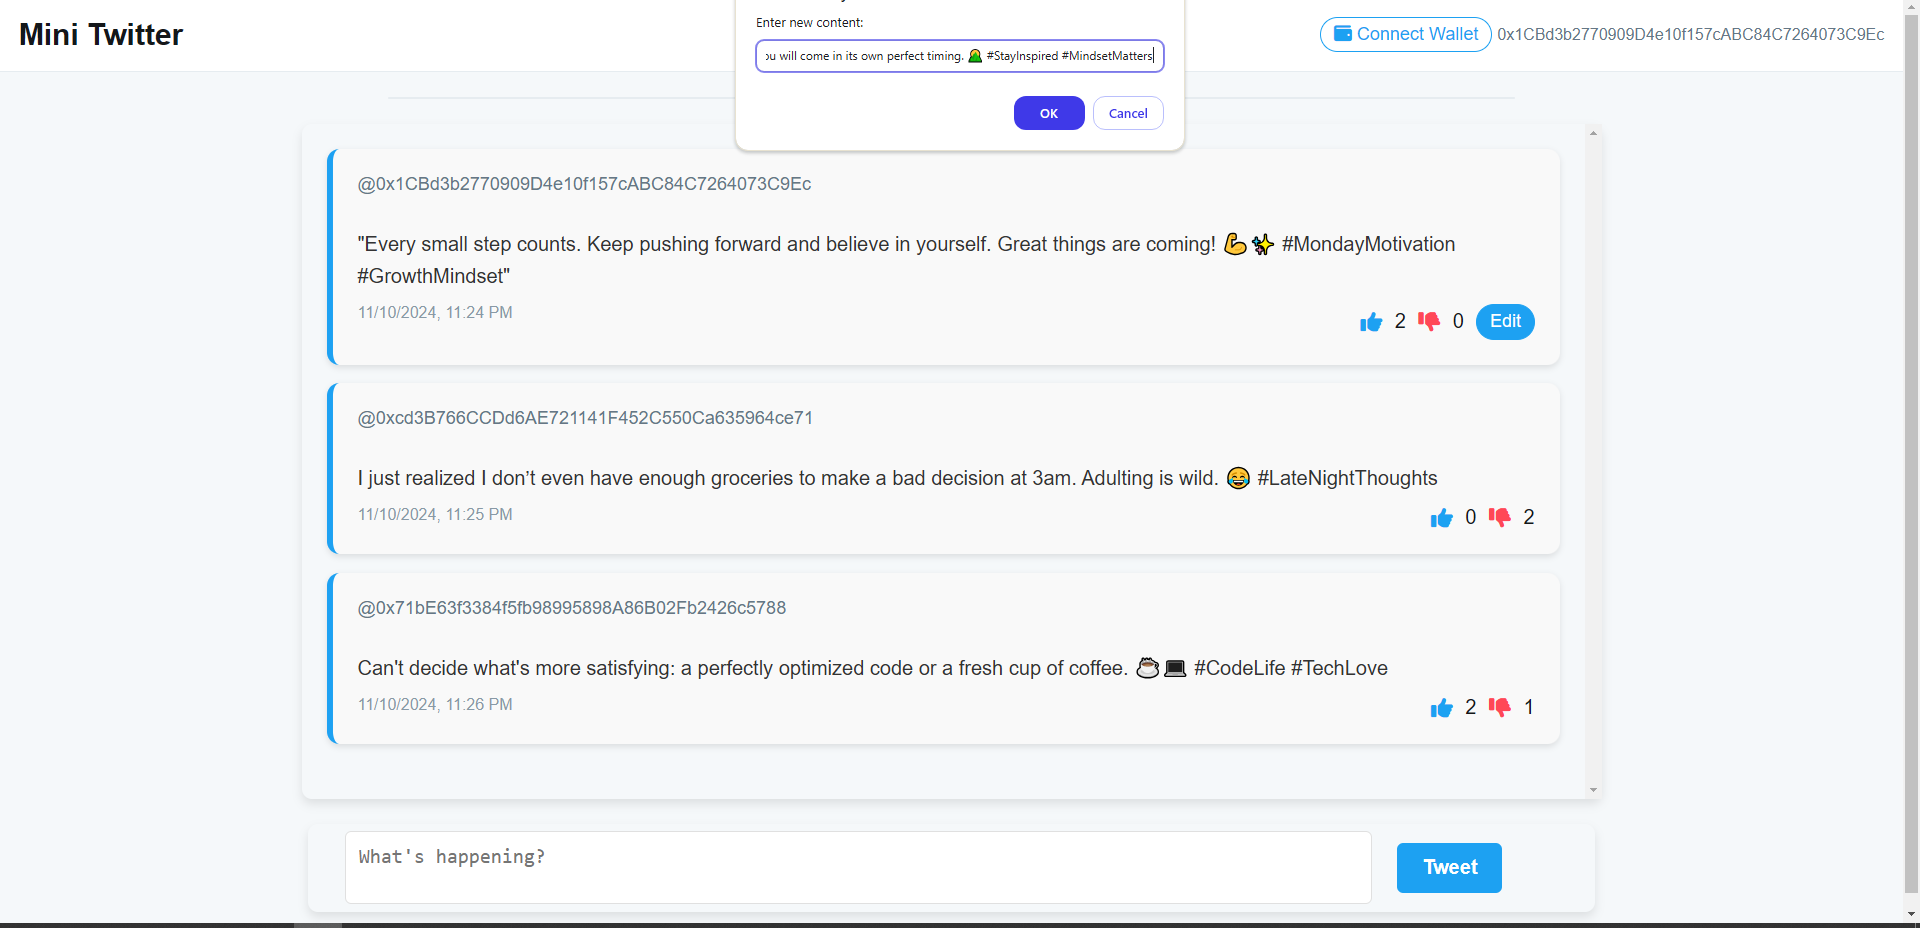 Mini Twitter
Connect Wallet 0x1CBd3b2770909D4e10f157cABC84C7264073C9Ec
Enter new content:
will come in its own perfect timing. #StayInspired #MindsetMatters
OK Cancel
@0x1CBd3b2770909D4e10f157cABC84C7264073C9Ec
"Every small step counts. Keep pushing forward and believe in yourself. Great things are coming! 💪✨ #MondayMotivation
#GrowthMindset"
11/10/2024, 11:24 PM
2 0 Edit
@0xcd3B766CCDd6AE721141F452C550Ca635964ce71
I just realized I don’t even have enough groceries to make a bad decision at 3am. Adulting is wild. 😂 #LateNightThoughts
11/10/2024, 11:25 PM
0 2
@0x71bE63f3384f5fb98995898A86B02Fb2426c5788
Can't decide what's more satisfying: a perfectly optimized code or a fresh cup of coffee. ☕💻 #CodeLife #TechLove
11/10/2024, 11:26 PM
2 1
What's happening?
Tweet